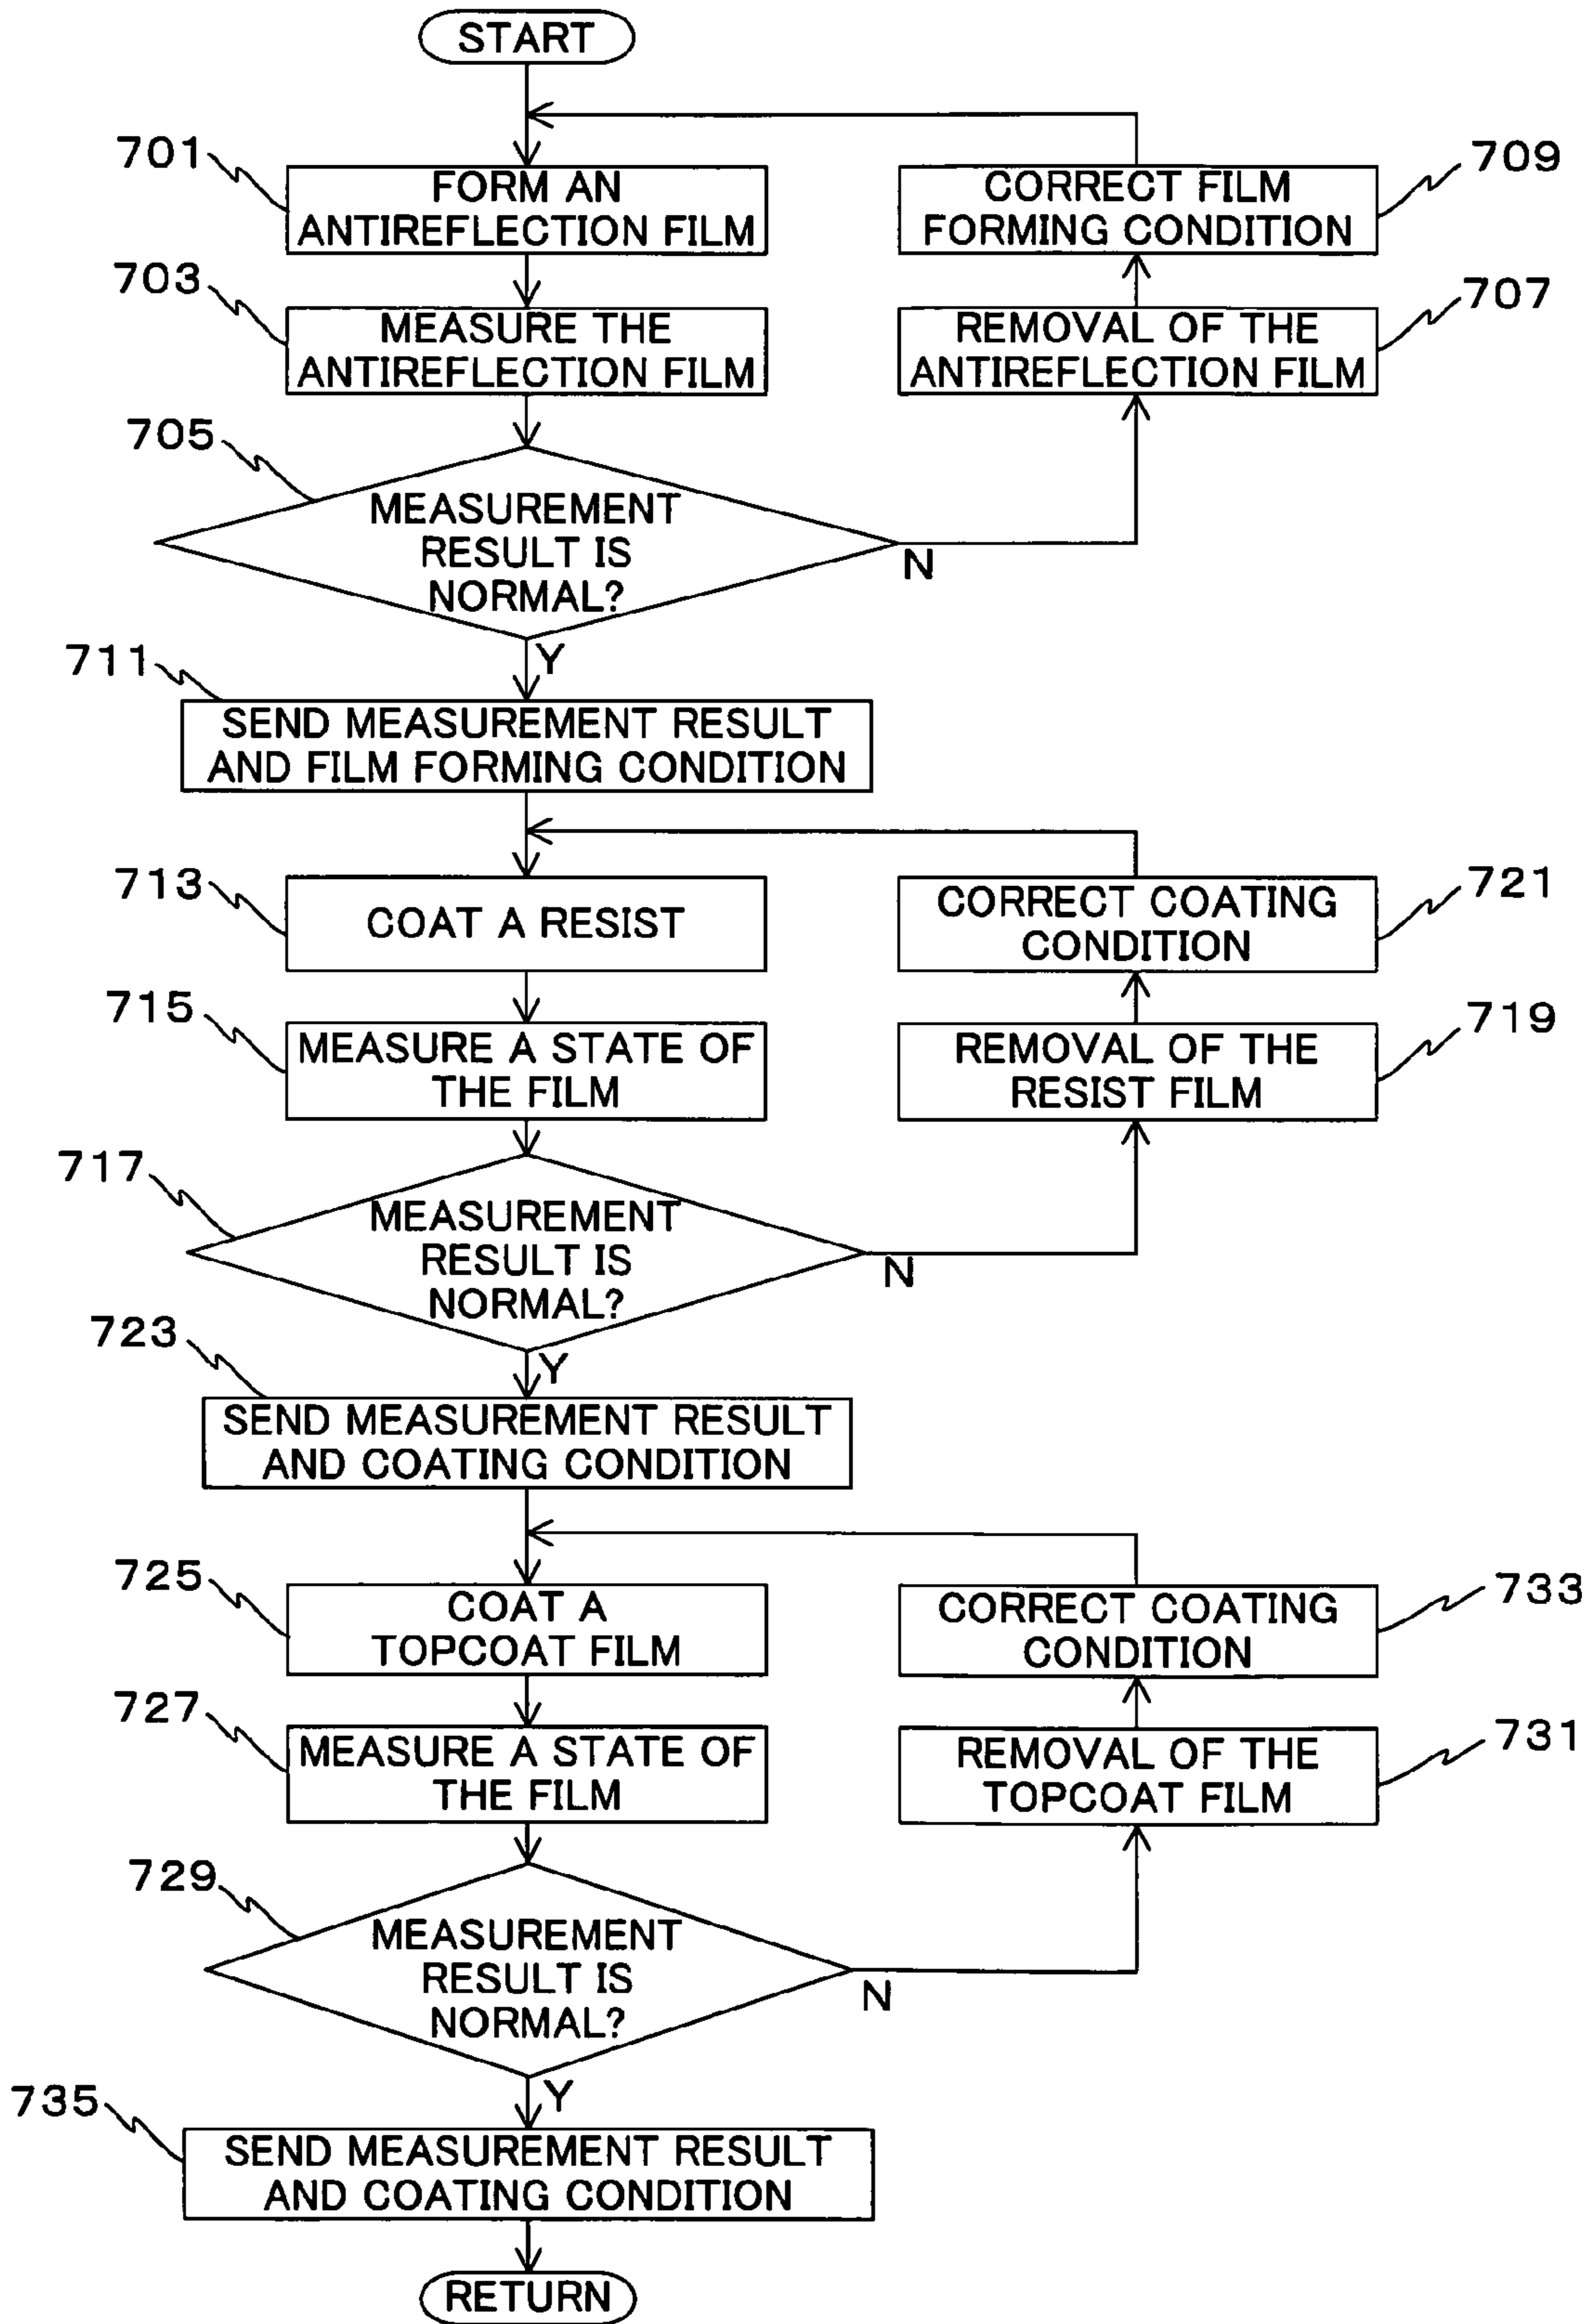 START
701
FORM AN
ANTIREFLECTION FILM
709
CORRECT FILM
FORMING CONDITION
703
MEASURE THE
ANTIREFLECTION FILM
707
REMOVAL OF THE
ANTIREFLECTION FILM
705
MEASUREMENT
RESULT IS
NORMAL?
N
Y
711
SEND MEASUREMENT RESULT
AND FILM FORMING CONDITION
713
COAT A RESIST
721
CORRECT COATING
CONDITION
715
MEASURE A STATE OF
THE FILM
719
REMOVAL OF THE
RESIST FILM
717
MEASUREMENT
RESULT IS
NORMAL?
N
Y
723
SEND MEASUREMENT RESULT
AND COATING CONDITION
725
COAT A
TOPCOAT FILM
733
CORRECT COATING
CONDITION
727
MEASURE A STATE OF
THE FILM
731
REMOVAL OF THE
TOPCOAT FILM
729
MEASUREMENT
RESULT IS
NORMAL?
N
Y
735
SEND MEASUREMENT RESULT
AND COATING CONDITION
RETURN